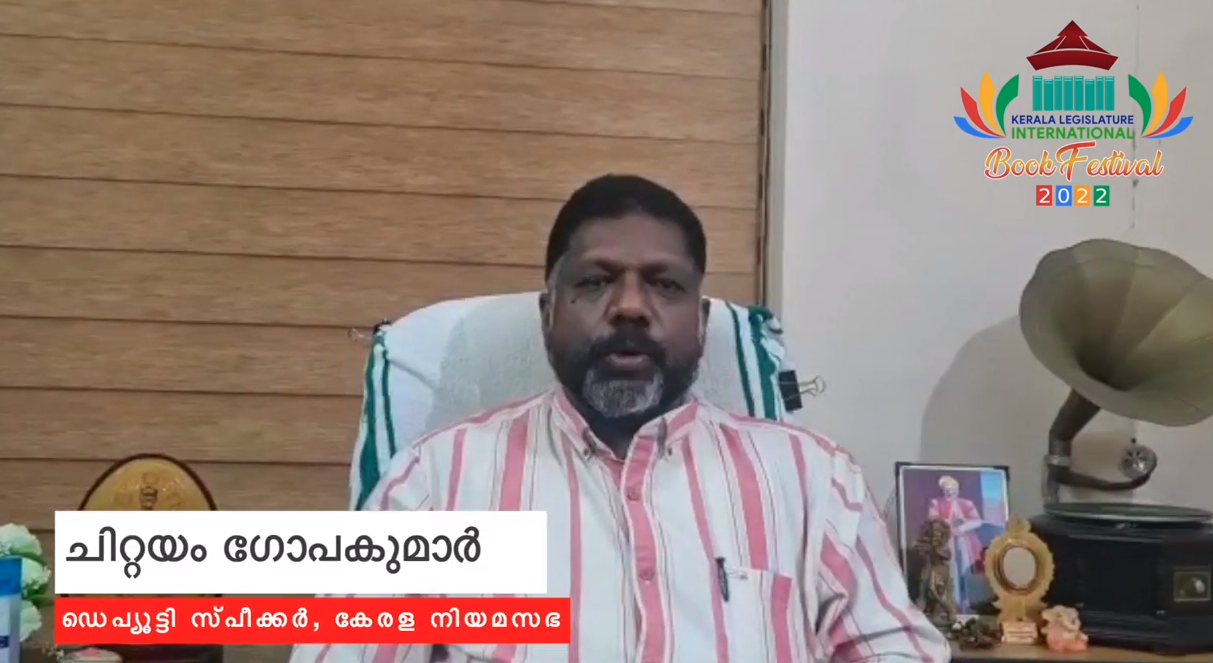 KERALA LEGISLATURE
INTERNATIONAL
Book Festival
2022
ചിറ്റയം ഗോപകുമാർ
ഡെപ്യൂട്ടി സ്പീക്കർ, കേരള നിയമസഭ